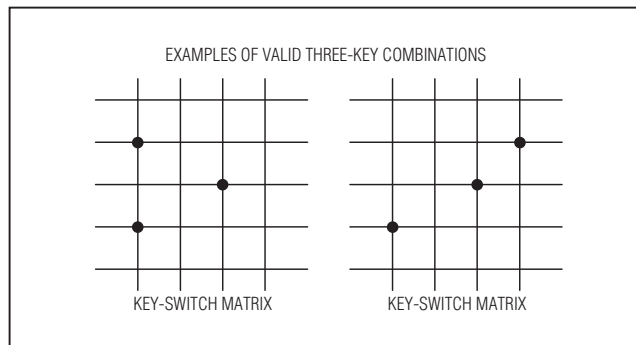 EXAMPLES OF VALID THREE-KEY COMBINATIONS
KEY-SWITCH MATRIX
KEY-SWITCH MATRIX